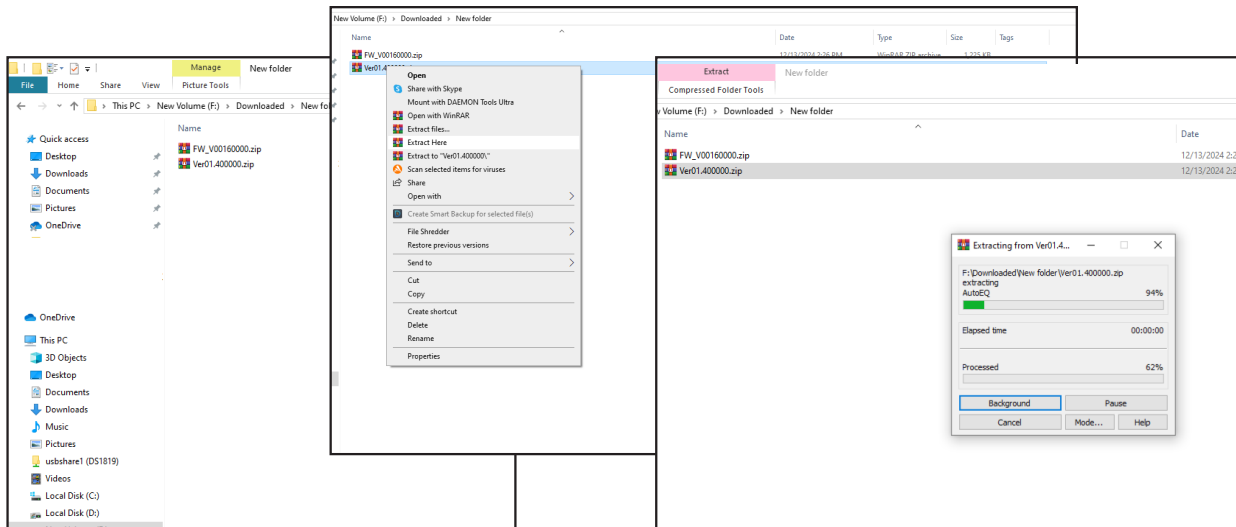 Manage
New folder
File
Home
Share
View
Picture Tools
This PC > New Volume (F:) > Downloaded > New fol
Name
Quick access
Desktop
Downloads
Documents
Pictures
OneDrive
FW_V00160000.zip
Ver01.400000.zip
OneDrive
This PC
3D Objects
Desktop
Documents
Downloads
Music
Pictures
usbshare1 (DS1819)
Videos
Local Disk (C:)
Local Disk (D:)
New Volume (F:) > Downloaded > New folder
Name
Date
Type
Size
Tags
FW_V00160000.zip
12/13/2024 2:26 PM
WinRAR ZIP archive
1,225 KB
Open
Share with Skype
Mount with DAEMON Tools Ultra
Open with WinRAR
Extract files...
Extract Here
Extract to "Ver01.400000\"
Scan selected items for viruses
Share
Open with
Create Smart Backup for selected file(s)
File Shredder
Restore previous versions
Send to
Cut
Copy
Create shortcut
Delete
Rename
Properties
Extract
New folder
Compressed Folder Tools
Volume (F:) > Downloaded > New folder
Name
Date
FW_V00160000.zip
12/13/2024 2:2
Ver01.400000.zip
12/13/2024 2:2
Extracting from Ver01.4...
F:\Downloaded\New folder\Ver01.400000.zip
extracting
AutoEQ
94%
Elapsed time
00:00:00
Processed
62%
Background
Pause
Cancel
Mode...
Help